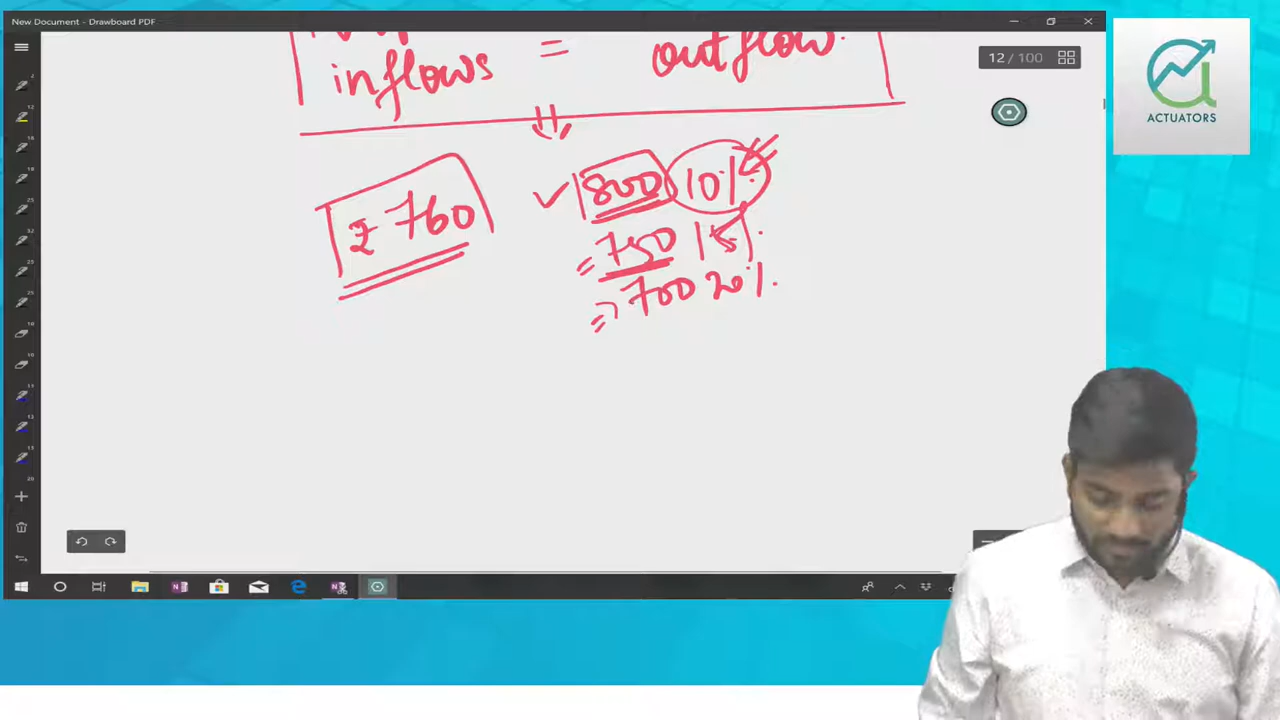 New Document - Drawboard PDF
inflows = outflow.
12 / 100
ACTUATORS
₹ 760
800 10%
= 750 15%.
=> 700 20%.